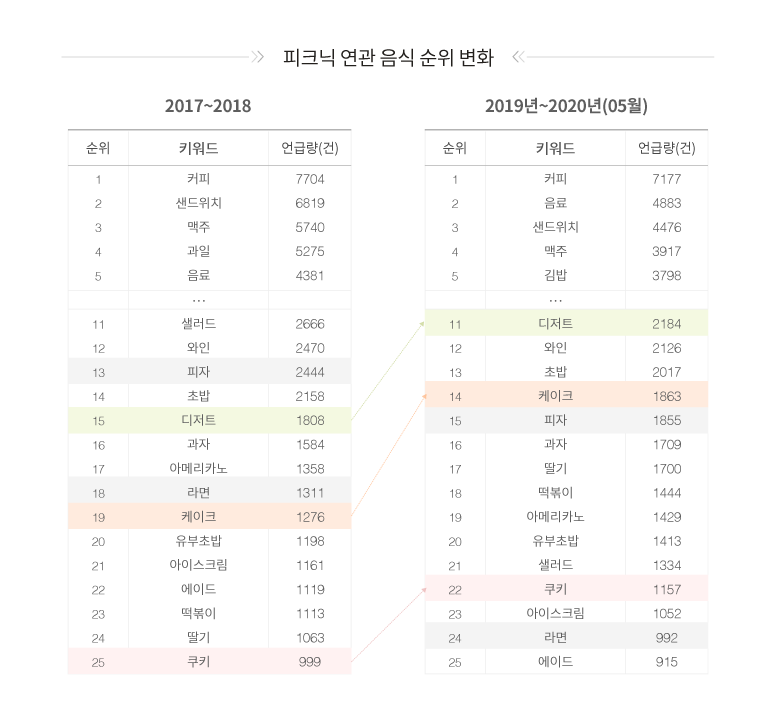 피크닉 연관 음식 순위 변화
2017~2018
순위 키워드 언급량(건)
1 커피 7704
2 샌드위치 6819
3 맥주 5740
4 과일 5275
5 음료 4381
...
11 샐러드 2666
12 와인 2470
13 피자 2444
14 초밥 2158
15 디저트 1808
16 과자 1584
17 아메리카노 1358
18 라면 1311
19 케이크 1276
20 유부초밥 1198
21 아이스크림 1161
22 에이드 1119
23 떡볶이 1113
24 딸기 1063
25 쿠키 999
2019년~2020년(05월)
순위 키워드 언급량(건)
1 커피 7177
2 음료 4883
3 샌드위치 4476
4 맥주 3917
5 김밥 3798
...
11 디저트 2184
12 와인 2126
13 초밥 2017
14 케이크 1863
15 피자 1855
16 과자 1709
17 딸기 1700
18 떡볶이 1444
19 아메리카노 1429
20 유부초밥 1413
21 샐러드 1334
22 쿠키 1157
23 아이스크림 1052
24 라면 992
25 에이드 915